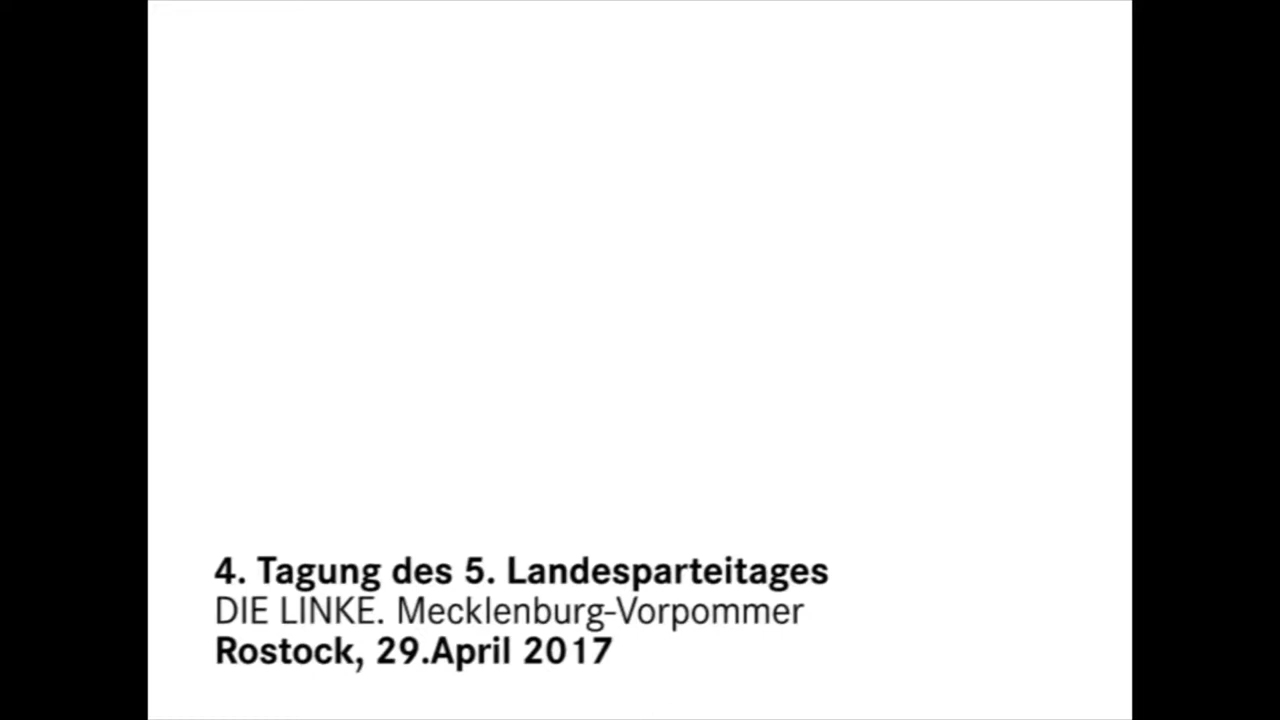 4. Tagung des 5. Landesparteitages
DIE LINKE. Mecklenburg-Vorpommer
Rostock, 29.April 2017